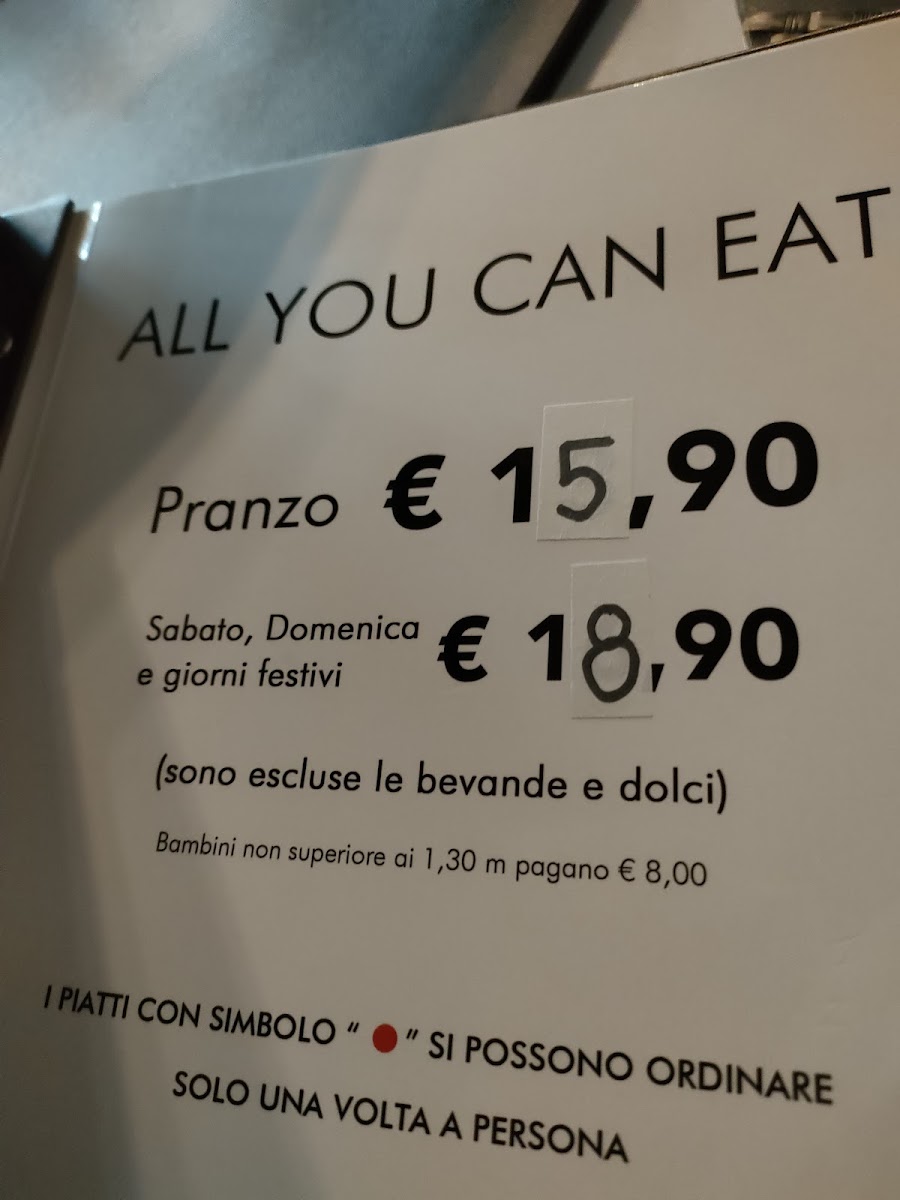 ALL YOU CAN EAT
Pranzo € 15,90
Sabato, Domenica
e giorni festivi € 18,90
(sono escluse le bevande e dolci)
Bambini non superiore ai 1,30 m pagano € 8,00
I PIATTI CON SIMBOLO “ ● ” SI POSSONO ORDINARE
SOLO UNA VOLTA A PERSONA